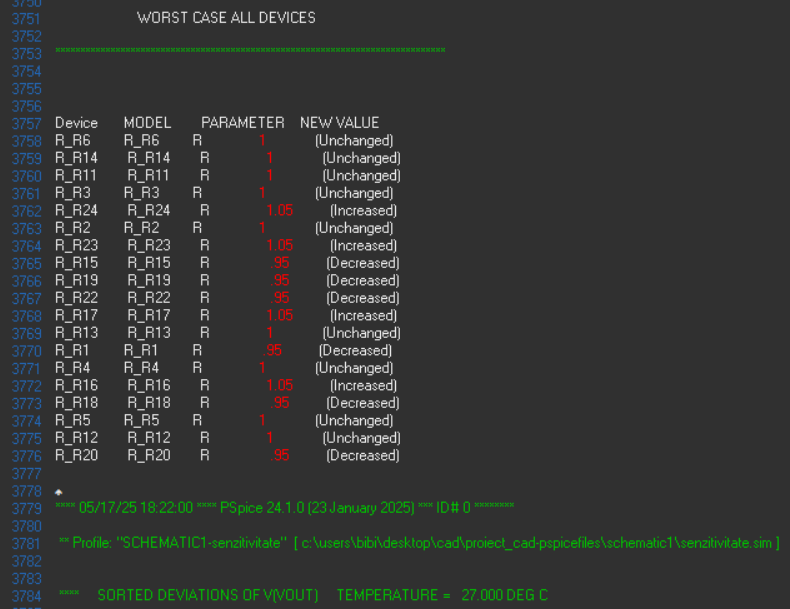 3750
3751 WORST CASE ALL DEVICES
3752
3753 ******************************************************************************
3754
3755
3756
3757 Device MODEL PARAMETER NEW VALUE
3758 R_R6 R_R6 R 1 (Unchanged)
3759 R_R14 R_R14 R 1 (Unchanged)
3760 R_R11 R_R11 R 1 (Unchanged)
3761 R_R3 R_R3 R 1 (Unchanged)
3762 R_R24 R_R24 R 1.05 (Increased)
3763 R_R2 R_R2 R 1 (Unchanged)
3764 R_R23 R_R23 R 1.05 (Increased)
3765 R_R15 R_R15 R .95 (Decreased)
3766 R_R19 R_R19 R .95 (Decreased)
3767 R_R22 R_R22 R .95 (Decreased)
3768 R_R17 R_R17 R 1.05 (Increased)
3769 R_R13 R_R13 R 1 (Unchanged)
3770 R_R1 R_R1 R .95 (Decreased)
3771 R_R4 R_R4 R 1 (Unchanged)
3772 R_R16 R_R16 R 1.05 (Increased)
3773 R_R18 R_R18 R .95 (Decreased)
3774 R_R5 R_R5 R 1 (Unchanged)
3775 R_R12 R_R12 R 1 (Unchanged)
3776 R_R20 R_R20 R .95 (Decreased)
3777
3778
3779 **** 05/17/25 18:22:00 **** PSpice 24.1.0 (23 January 2025) *** ID# 0 ********
3780
3781 ** Profile: "SCHEMATIC1-senzitivitate" [ c:\users\bibi\desktop\cad\proiect_cad-pspicefiles\schematic1\senzitivitate.sim ]
3782
3783
3784 **** SORTED DEVIATIONS OF V(VOUT) TEMPERATURE = 27.000 DEG C